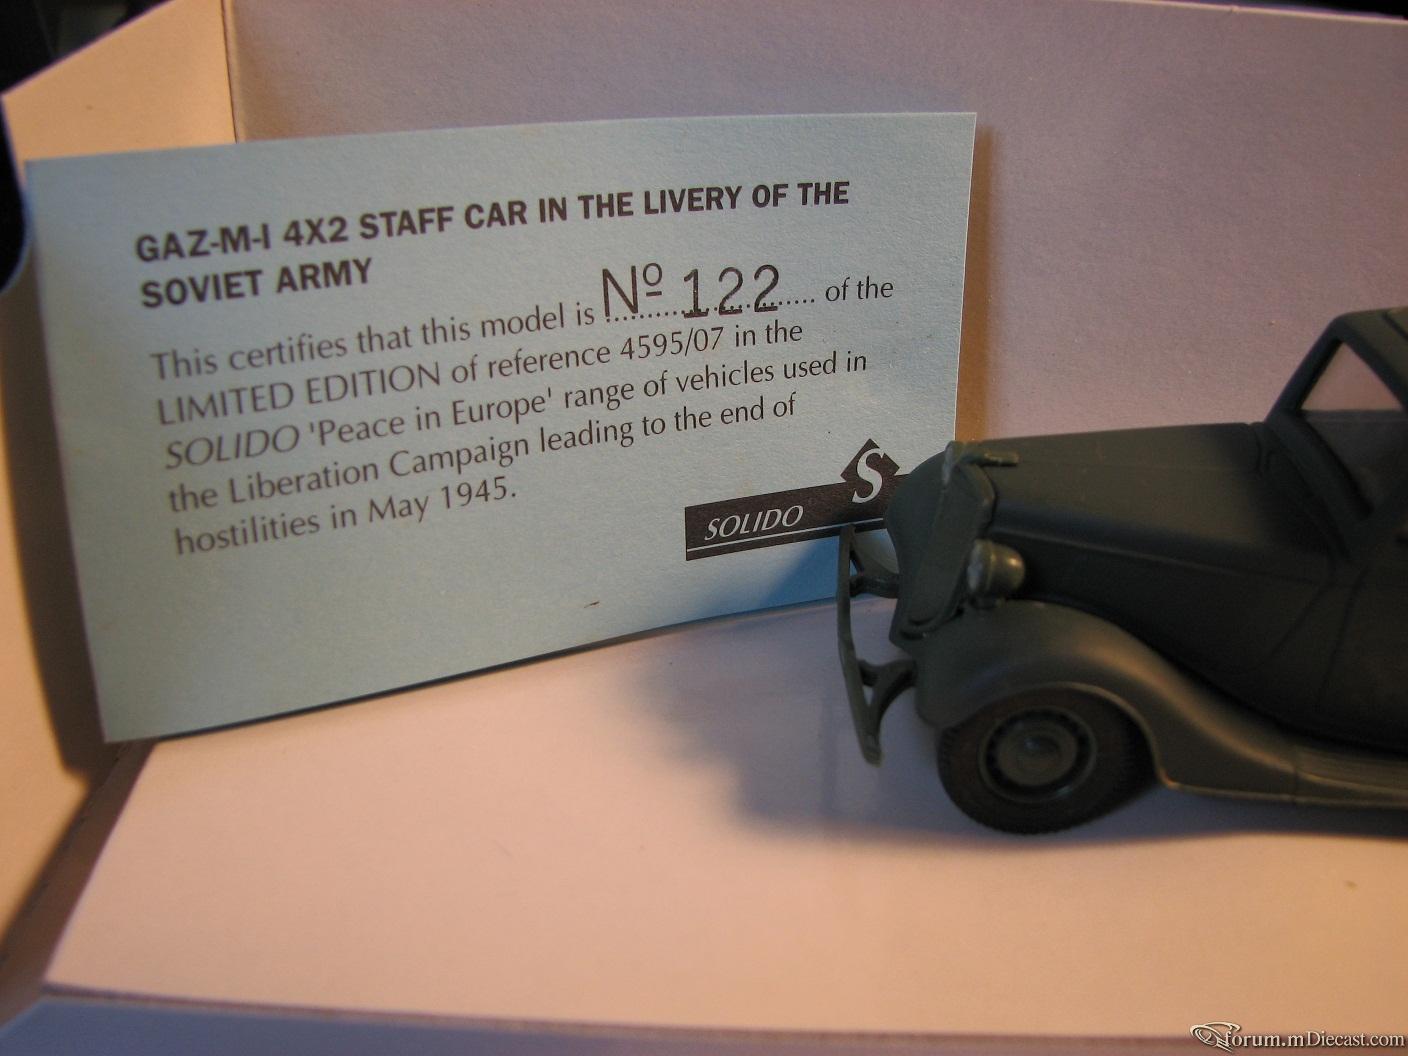 GAZ-M-I 4X2 STAFF CAR IN THE LIVERY OF THE
SOVIET ARMY
This certifies that this model is Nº 122 of the
LIMITED EDITION of reference 4595/07 in the
SOLIDO 'Peace in Europe' range of vehicles used in
the Liberation Campaign leading to the end of
hostilities in May 1945.
S
SOLIDO
forum.mDiecast.com